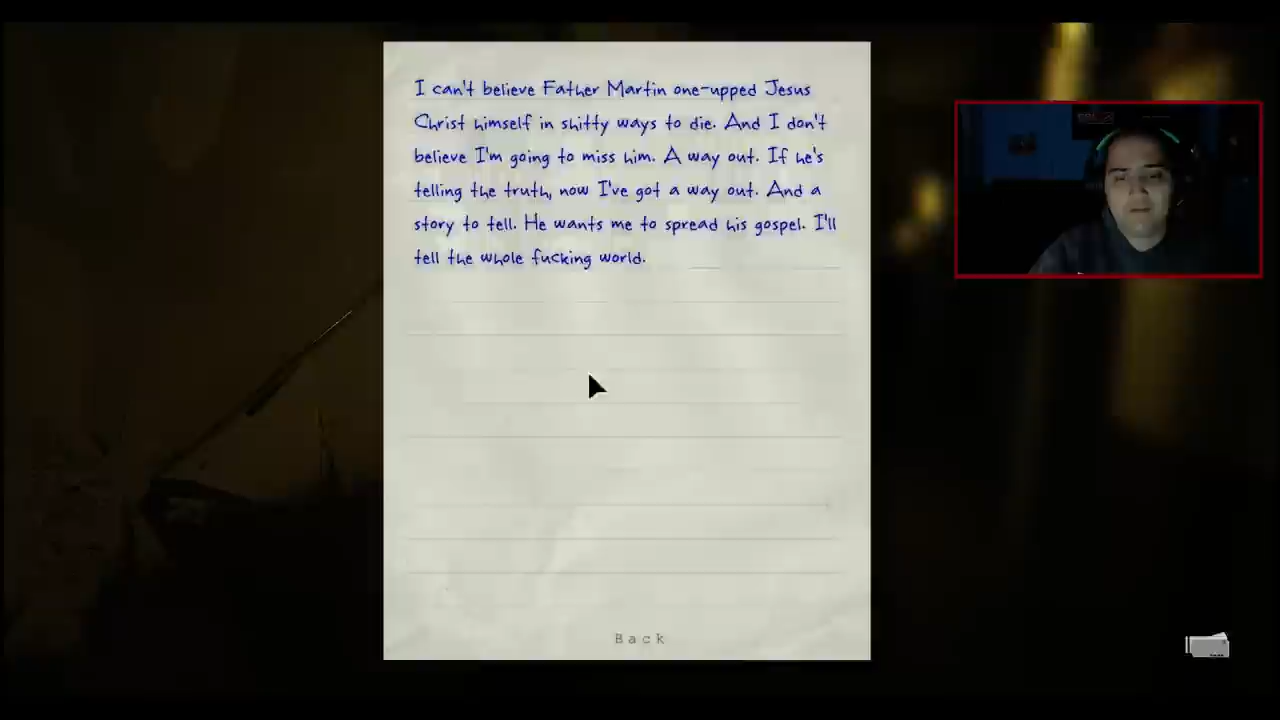 I can't believe Father Martin one-upped Jesus
Christ himself in shitty ways to die. And I don't
believe I'm going to miss him. A way out. If he's
telling the truth, now I've got a way out. And a
story to tell. He wants me to spread his gospel. I'll
tell the whole fucking world.
Back